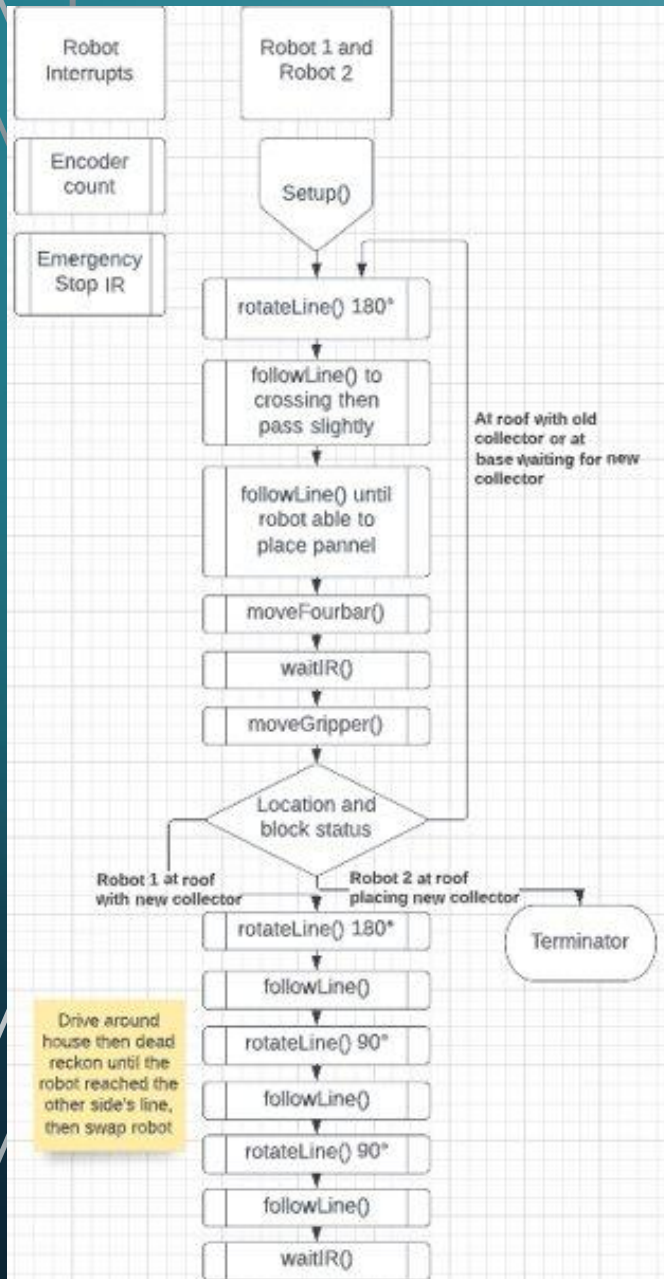 Robot
Interrupts
Robot 1 and
Robot 2
Encoder
count
Emergency
Stop IR
Setup()
rotateLine() 180°
followLine() to
crossing then
pass slightly
At roof with old
collector or at
base waiting for new
collector
followLine() until
robot able to
place pannel
moveFourbar()
waitIR()
moveGripper()
Location and
block status
Robot 1 at roof
with new collector
Robot 2 at roof
placing new collector
rotateLine() 180°
Terminator
followLine()
Drive around
house then dead
reckon until the
robot reached the
other side's line,
then swap robot
rotateLine() 90°
followLine()
rotateLine() 90°
followLine()
waitIR()